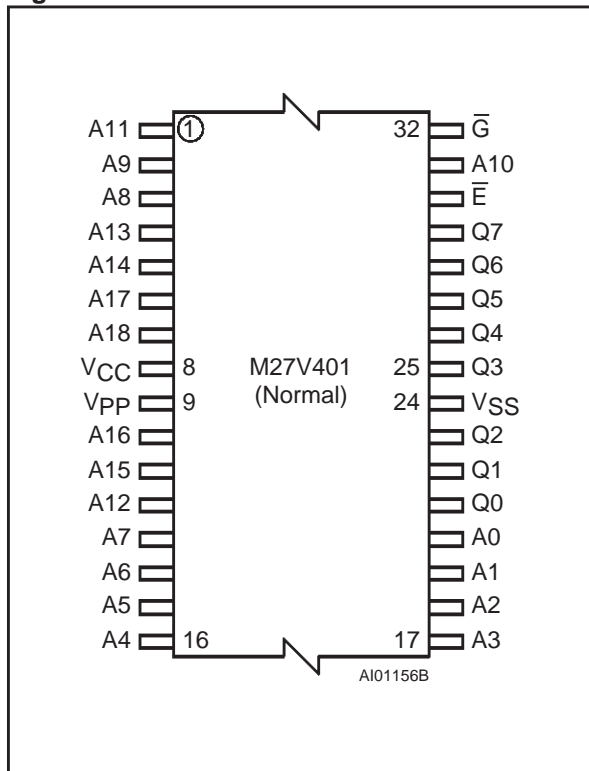 A11 1 32 G̅
A9 A10
A8 E̅
A13 Q7
A14 Q6
A17 Q5
A18 Q4
VCC 8 M27V401 25 Q3
VPP 9 (Normal) 24 VSS
A16 Q2
A15 Q1
A12 Q0
A7 A0
A6 A1
A5 A2
A4 16 17 A3
AI01156B